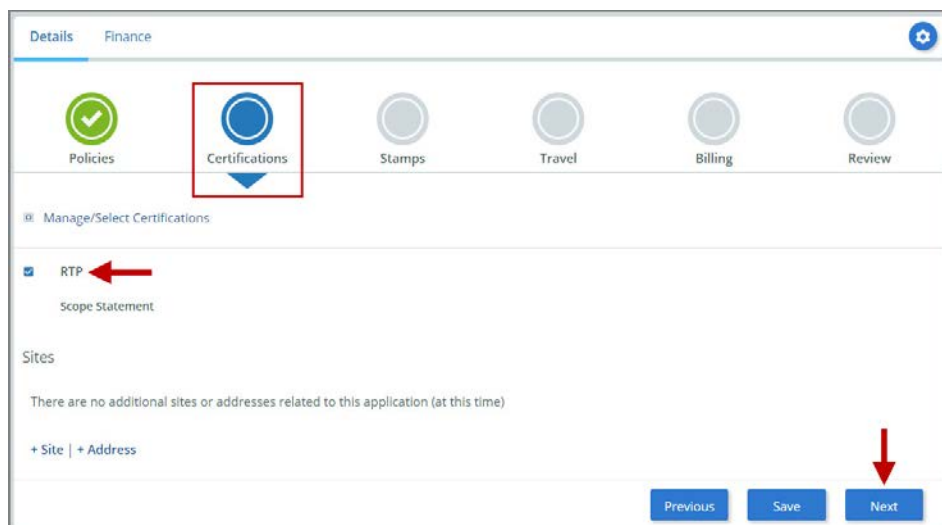 Details Finance
Policies Certifications Stamps Travel Billing Review
Manage/Select Certifications
RTP
Scope Statement
Sites
There are no additional sites or addresses related to this application (at this time)
+ Site | + Address
Previous Save Next